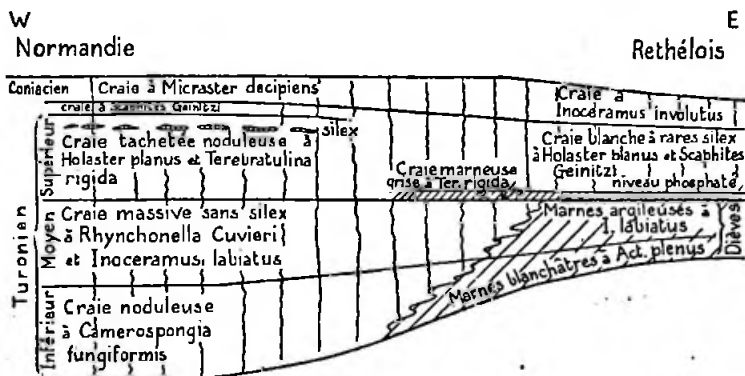 W
E
Normandie
Rethélois
Coniacien
Craie à Micraster decipiens
craie à Scaphites Geinitzi
silex
Craie tachetée noduleuse à
Holaster planus et Terebratulina
rigida
Craie massive sans silex
à Rhynchonella Cuvieri
et Inoceramus labiatus
Craie noduleuse
à Camerospongia
fungiformis
Turonien
Supérieur
Moyen
Inférieur
Craie marneuse
grise à Ter. rigida
Craie à
Inoceramus involutus
Craie blanche à rares silex
à Holaster planus et Scaphites
Geinitzi
niveau phosphaté
Marnes argileuses à
I. labiatus
Marnes blanchâtres à Act. plenus
Dièves